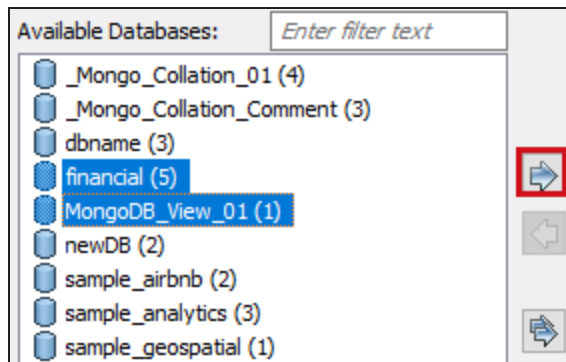 Available Databases: Enter filter text
_Mongo_Collation_01 (4)
_Mongo_Collation_Comment (3)
dbname (3)
financial (5)
MongoDB_View_01 (1)
newDB (2)
sample_airbnb (2)
sample_analytics (3)
sample_geospatial (1)